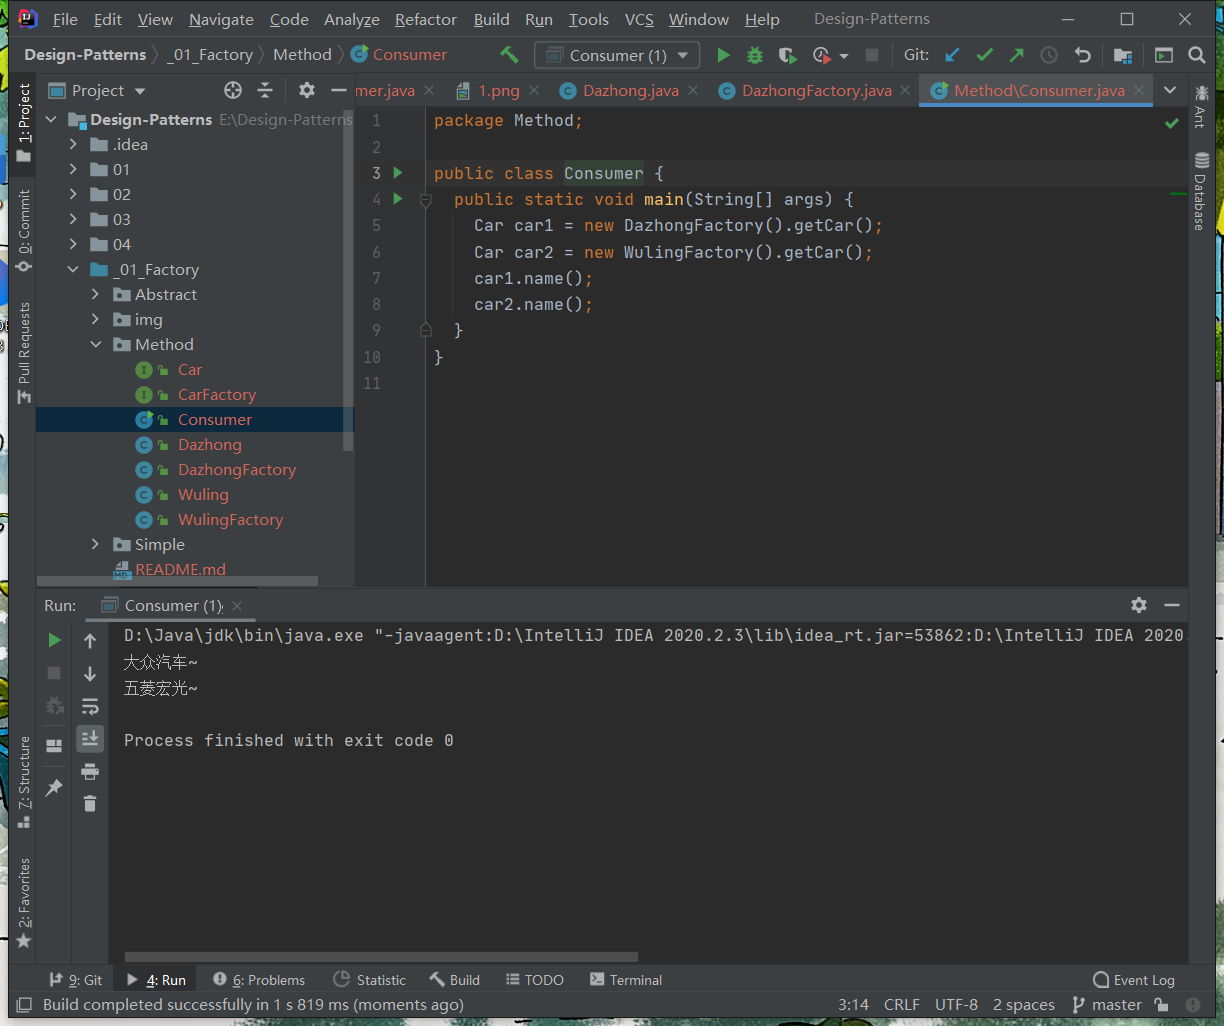 File Edit View Navigate Code Analyze Refactor Build Run Tools VCS Window Help Design-Patterns
Design-Patterns _01_Factory Method Consumer Consumer (1) Git:
1: Project
0: Commit
Pull Requests
7: Structure
2: Favorites
Project
Design-Patterns E:\Design-Patterns
.idea
01
02
03
04
_01_Factory
Abstract
img
Method
Car
CarFactory
Consumer
Dazhong
DazhongFactory
Wuling
WulingFactory
Simple
README.md
mer.java 1.png Dazhong.java DazhongFactory.java Method\Consumer.java
1 package Method;
2
3 public class Consumer {
4 public static void main(String[] args) {
5 Car car1 = new DazhongFactory().getCar();
6 Car car2 = new WulingFactory().getCar();
7 car1.name();
8 car2.name();
9 }
10 }
11
Ant
Database
Run: Consumer (1)
D:\Java\jdk\bin\java.exe "-javaagent:D:\IntelliJ IDEA 2020.2.3\lib\idea_rt.jar=53862:D:\IntelliJ IDEA 2020.
大众汽车~
五菱宏光~
Process finished with exit code 0
9: Git 4: Run 6: Problems Statistic Build TODO Terminal Event Log
Build completed successfully in 1 s 819 ms (moments ago) 3:14 CRLF UTF-8 2 spaces master